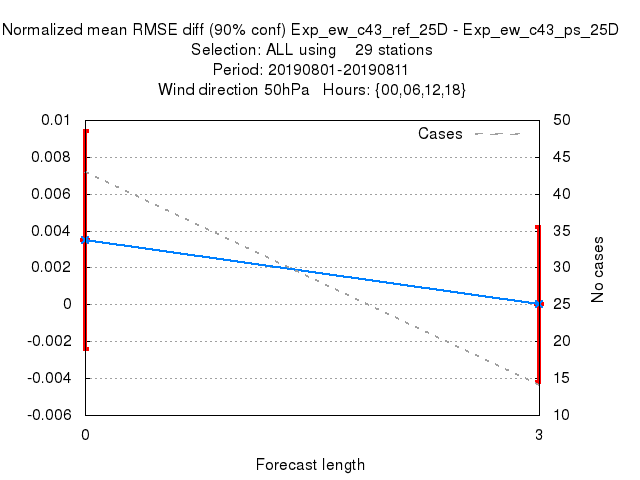 Normalized mean RMSE diff (90% conf) Exp_ew_c43_ref_25D - Exp_ew_c43_ps_25D
Selection: ALL using    29 stations
Period: 20190801-20190811
Wind direction 50hPa   Hours: {00,06,12,18}
0.01
0.008
0.006
0.004
0.002
0
-0.002
-0.004
-0.006
Cases
50
45
40
35
30
25
20
15
10
No cases
0
3
Forecast length